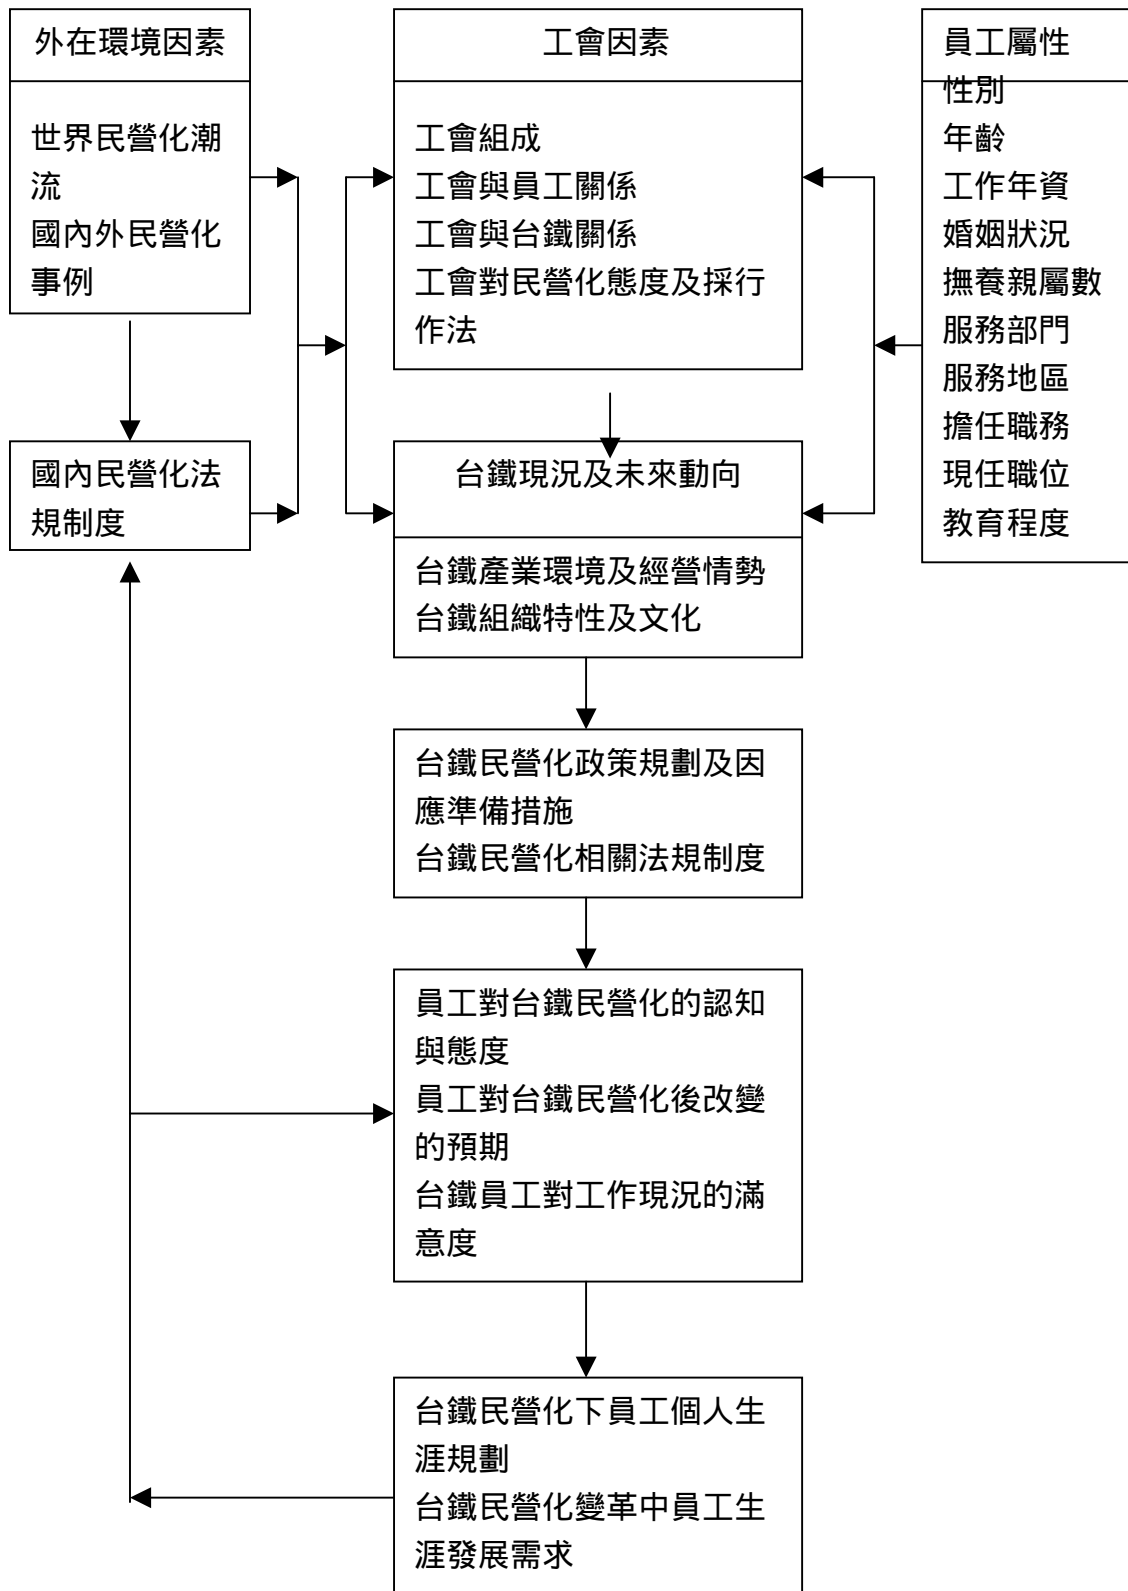 外在環境因素
世界民營化潮
流
國內外民營化
事例
國內民營化法
規制度
工會因素
工會組成
工會與員工關係
工會與台鐵關係
工會對民營化態度及採行
作法
台鐵現況及未來動向
台鐵產業環境及經營情勢
台鐵組織特性及文化
台鐵民營化政策規劃及因
應準備措施
台鐵民營化相關法規制度
員工對台鐵民營化的認知
與態度
員工對台鐵民營化後改變
的預期
台鐵員工對工作現況的滿
意度
台鐵民營化下員工個人生
涯規劃
台鐵民營化變革中員工生
涯發展需求
員工屬性
性別
年齡
工作年資
婚姻狀況
撫養親屬數
服務部門
服務地區
擔任職務
現任職位
教育程度